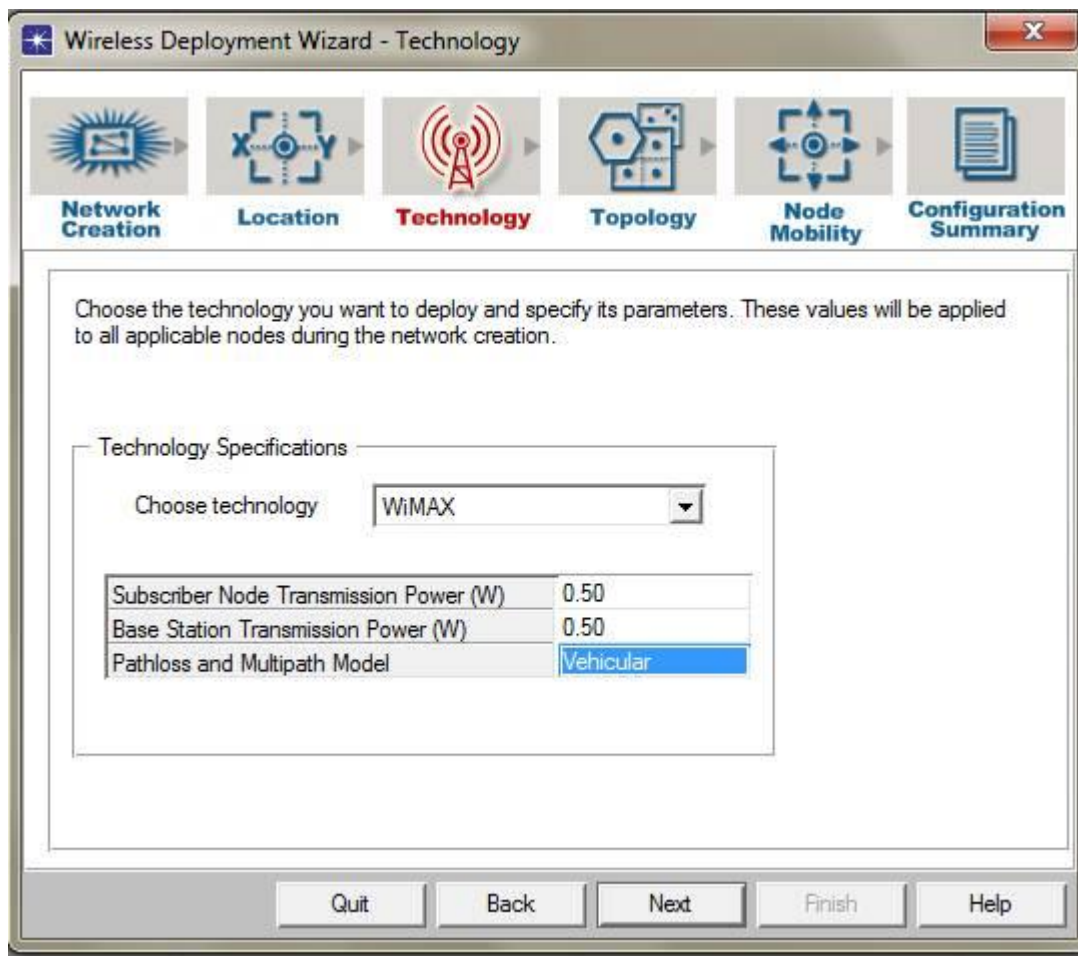 Wireless Deployment Wizard - Technology
X
X Y
Network Creation
Location
Technology
Topology
Node Mobility
Configuration Summary
Choose the technology you want to deploy and specify its parameters. These values will be applied
to all applicable nodes during the network creation.
Technology Specifications
Choose technology WiMAX
Subscriber Node Transmission Power (W) 0.50
Base Station Transmission Power (W) 0.50
Pathloss and Multipath Model Vehicular
Quit Back Next Finish Help